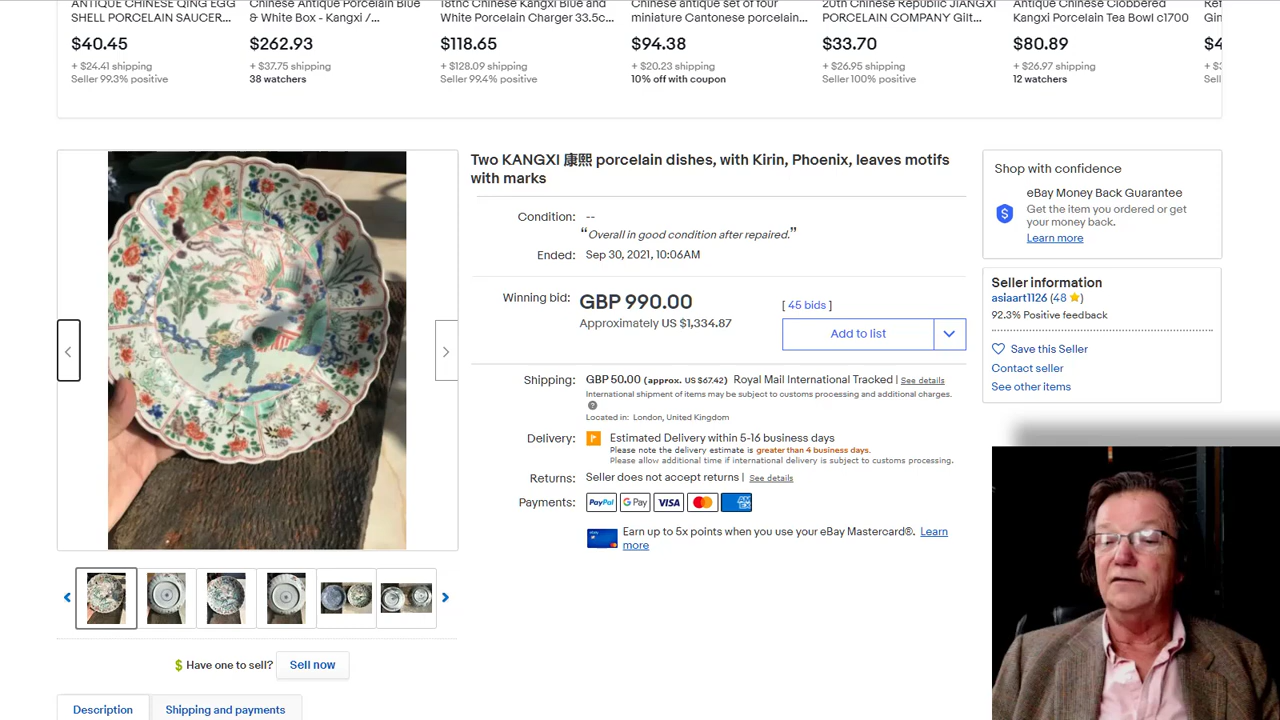 ANTIQUE CHINESE QING EGG
SHELL PORCELAIN SAUCER...
$40.45
+ $24.41 shipping
Seller 99.3% positive
Chinese Antique Porcelain Blue
& White Box - Kangxi /...
$262.93
+ $37.75 shipping
38 watchers
18thc Chinese Kangxi Blue and
White Porcelain Charger 33.5c...
$118.65
+ $128.09 shipping
Seller 99.4% positive
Chinese antique set of four
miniature Cantonese porcelain...
$94.38
+ $20.23 shipping
10% off with coupon
20th Chinese Republic JIANGXI
PORCELAIN COMPANY Gilt...
$33.70
+ $26.95 shipping
Seller 100% positive
Antique Chinese Clobbered
Kangxi Porcelain Tea Bowl c1700
$80.89
+ $26.97 shipping
12 watchers
Two KANGXI 康熙 porcelain dishes, with Kirin, Phoenix, leaves motifs
with marks
Condition: --
“Overall in good condition after repaired.”
Ended: Sep 30, 2021, 10:06AM
Winning bid: GBP 990.00 [ 45 bids ]
Approximately US $1,334.87
Add to list
Shipping: GBP 50.00 (approx. US $67.42) Royal Mail International Tracked | See details
International shipment of items may be subject to customs processing and additional charges.
Located in: London, United Kingdom
Delivery: Estimated Delivery within 5-16 business days
Please note the delivery estimate is greater than 4 business days.
Please allow additional time if international delivery is subject to customs processing.
Returns: Seller does not accept returns | See details
Payments: PayPal G Pay VISA
Earn up to 5x points when you use your eBay Mastercard®. Learn
more
Shop with confidence
eBay Money Back Guarantee
Get the item you ordered or get
your money back.
Learn more
Seller information
asiaart1126 (48)
92.3% Positive feedback
Save this Seller
Contact seller
See other items
Have one to sell? Sell now
Description Shipping and payments